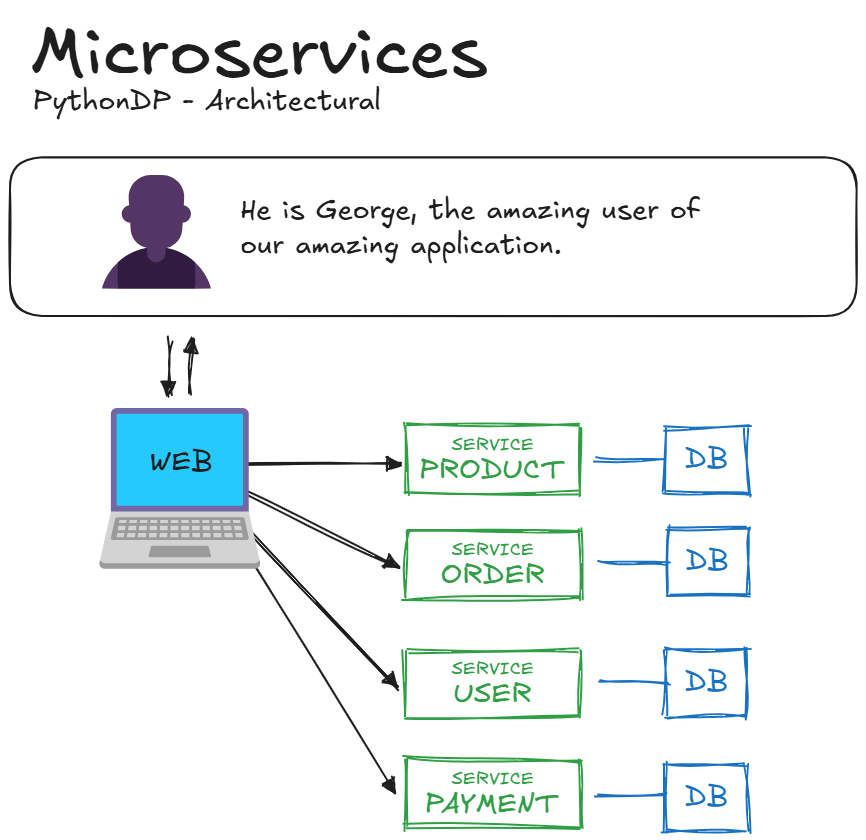 Microservices
PythonDP - Architectural
He is George, the amazing user of
our amazing application.
WEB
SERVICE
PRODUCT
DB
SERVICE
ORDER
DB
SERVICE
USER
DB
SERVICE
PAYMENT
DB